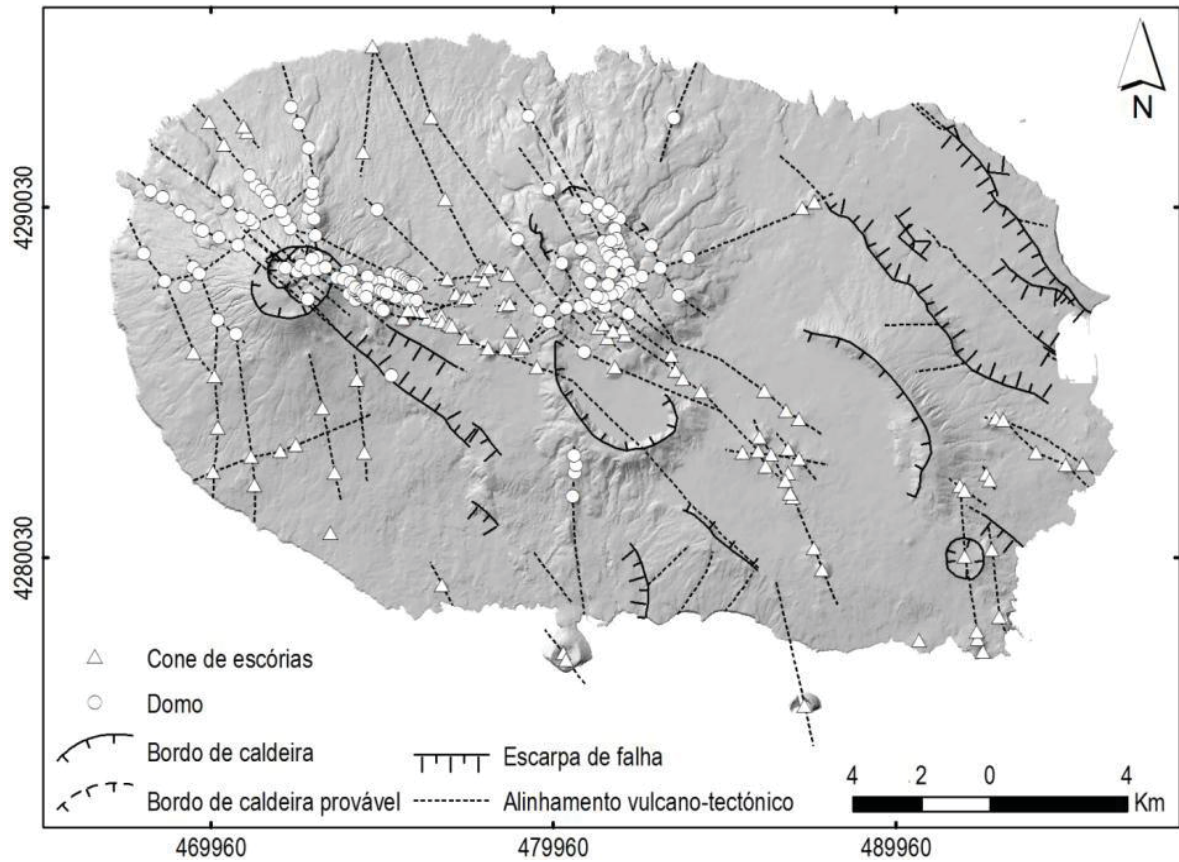 N
4290030
4280030
Cone de escórias
Domo
Bordo de caldeira
Bordo de caldeira provável
Escarpa de falha
Alinhamento vulcano-tectónico
4 2 0 4
Km
469960 479960 489960